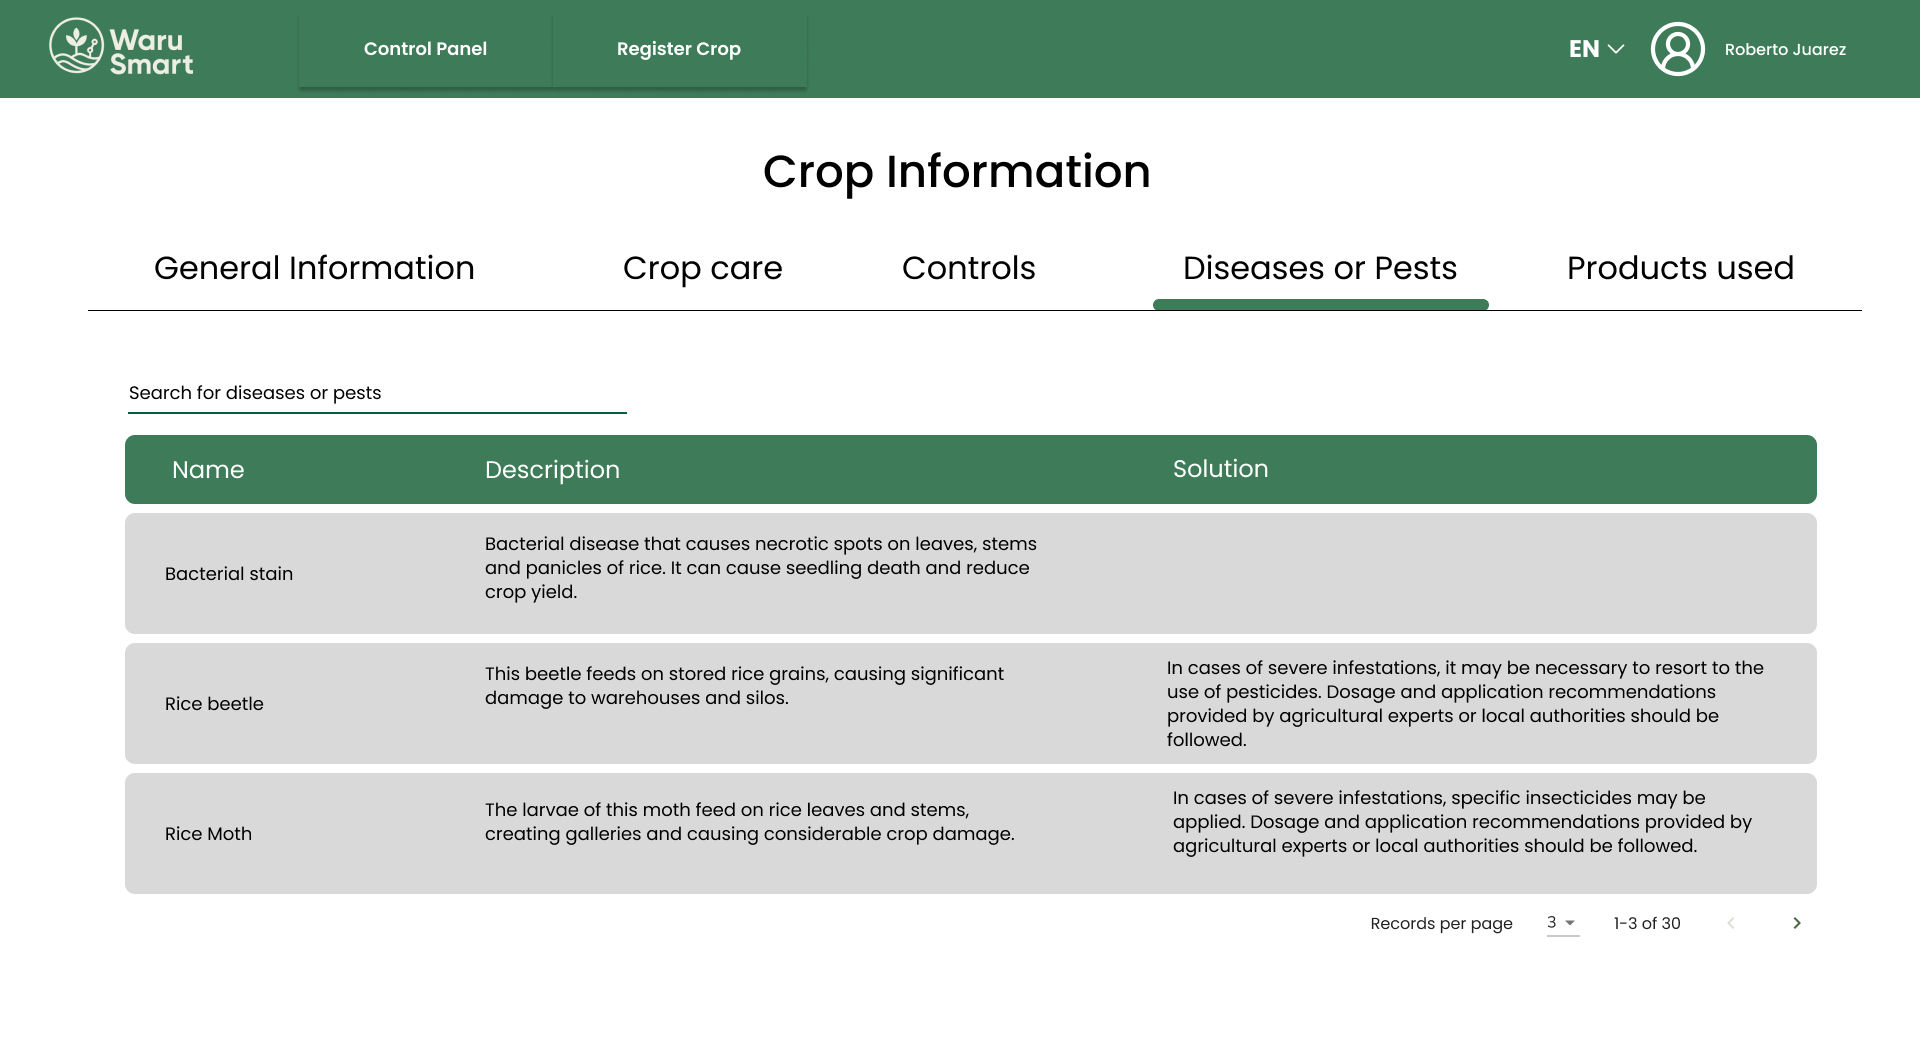 Waru
Smart
Control Panel
Register Crop
EN
Roberto Juarez
Crop Information
General Information
Crop care
Controls
Diseases or Pests
Products used
Search for diseases or pests
Name
Description
Solution
Bacterial stain
Bacterial disease that causes necrotic spots on leaves, stems
and panicles of rice. It can cause seedling death and reduce
crop yield.
Rice beetle
This beetle feeds on stored rice grains, causing significant
damage to warehouses and silos.
In cases of severe infestations, it may be necessary to resort to the
use of pesticides. Dosage and application recommendations
provided by agricultural experts or local authorities should be
followed.
Rice Moth
The larvae of this moth feed on rice leaves and stems,
creating galleries and causing considerable crop damage.
In cases of severe infestations, specific insecticides may be
applied. Dosage and application recommendations provided by
agricultural experts or local authorities should be followed.
Records per page
3
1-3 of 30